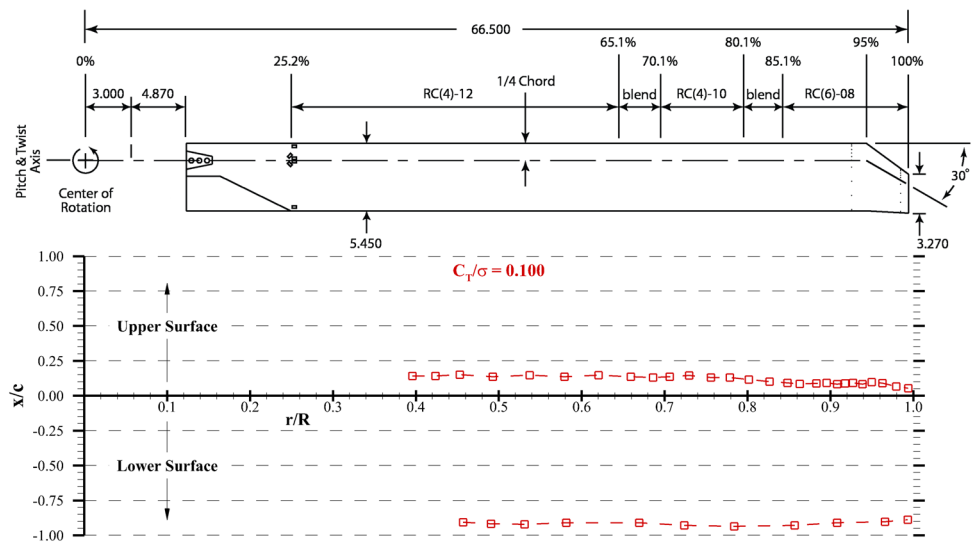 66.500
0%
25.2%
65.1%
70.1%
80.1%
85.1%
95%
100%
3.000
4.870
1/4 Chord
RC(4)-12
blend
RC(4)-10
blend
RC(6)-08
Pitch & Twist
Axis
Center of
Rotation
30°
5.450
3.270
1.00
0.75
0.50
0.25
0.00
-0.25
-0.50
-0.75
-1.00
x/c
C_T/σ = 0.100
Upper Surface
0.1
0.2
0.3
0.4
0.5
0.6
0.7
0.8
0.9
1.0
r/R
Lower Surface